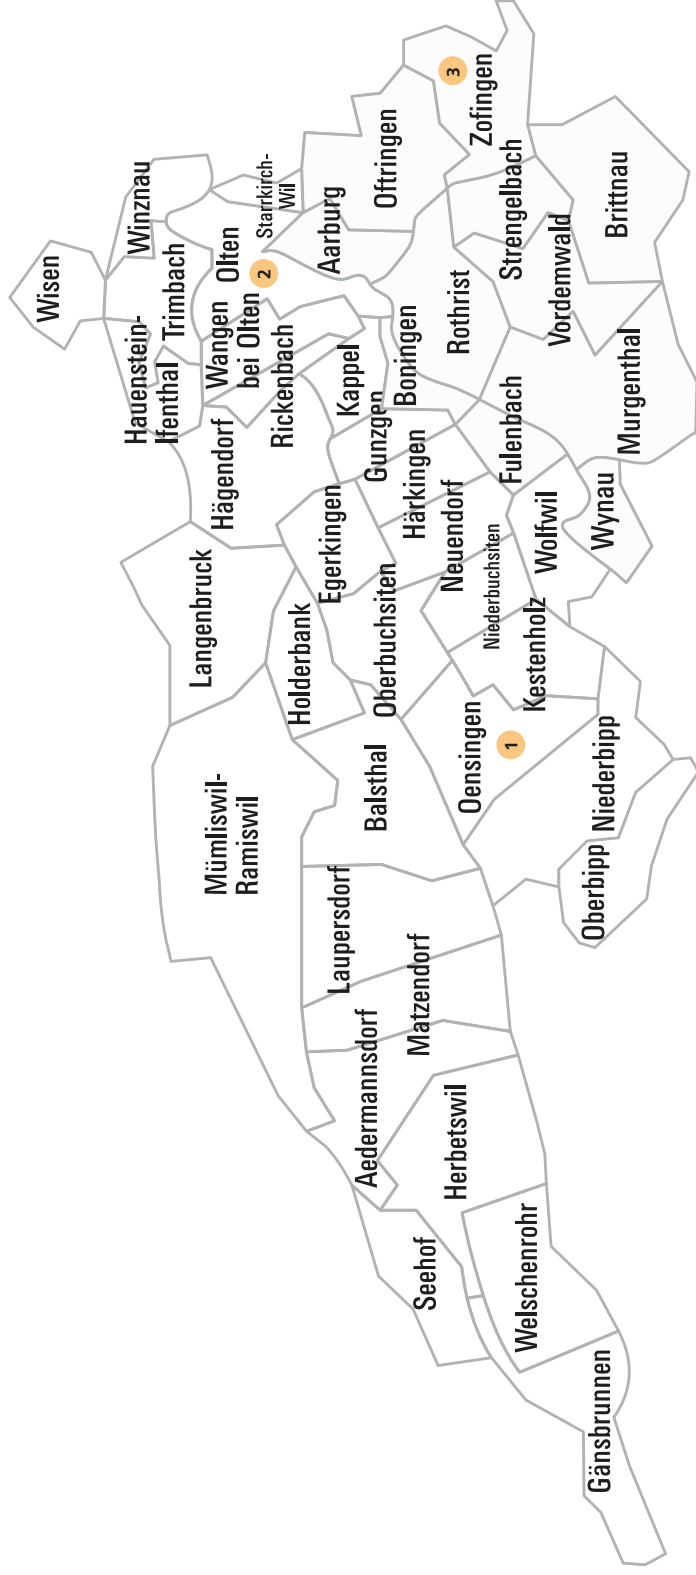 Wisen
Hauenstein-
Ifenthal
Winznau
Trimbach
Olten
2
Starrkirch-
Wil
Wangen
bei Olten
Rickenbach
Hägendorf
Langenbruck
Mümliswil-
Ramiswil
Holderbank
Egerkingen
Kappel
Gunzgen
Boningen
Aarburg
Oftringen
Zofingen
3
Strengelbach
Rothrist
Vordemwald
Brittnau
Murgenthal
Fulenbach
Härkingen
Neuendorf
Niederbuchsiten
Wolfwil
Wynau
Oberbuchsiten
Kestenholz
Oensingen
1
Balsthal
Niederbipp
Oberbipp
Laupersdorf
Matzendorf
Aedermannsdorf
Herbetswil
Seehof
Welschenrohr
Gänsbrunnen